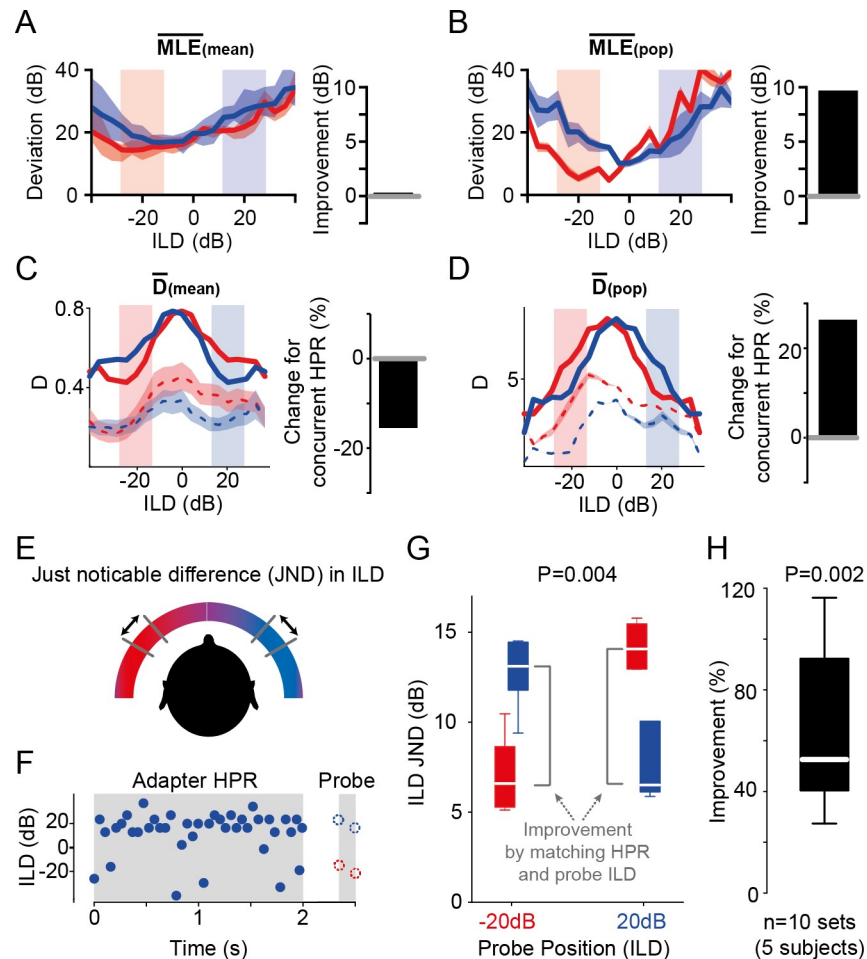 A
MLE(mean)
Deviation (dB)
40
20
0
-20 0 20
ILD (dB)
Improvement (dB)
10
5
0
B
MLE(pop)
Deviation (dB)
40
20
0
-20 0 20
ILD (dB)
Improvement (dB)
10
5
0
C
D(mean)
D
0.8
0.4
-20 0 20
ILD (dB)
Change for
concurrent HPR (%)
0
-20
D
D(pop)
D
5
-20 0 20
ILD (dB)
Change for
concurrent HPR (%)
20
0
E
Just noticable difference (JND) in ILD
F
Adapter HPR Probe
ILD (dB)
20
0
-20
0 1 2
Time (s)
G
P=0.004
ILD JND (dB)
15
10
5
0
Improvement
by matching HPR
and probe ILD
-20dB 20dB
Probe Position (ILD)
H
P=0.002
Improvement (%)
120
80
40
0
n=10 sets
(5 subjects)